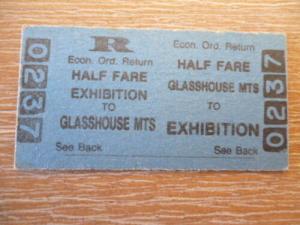 0237
R
Econ. Ord. Return
HALF FARE
EXHIBITION
TO
GLASSHOUSE MTS
See Back
Econ. Ord. Return
HALF FARE
GLASSHOUSE MTS
TO
EXHIBITION
See Back
0237